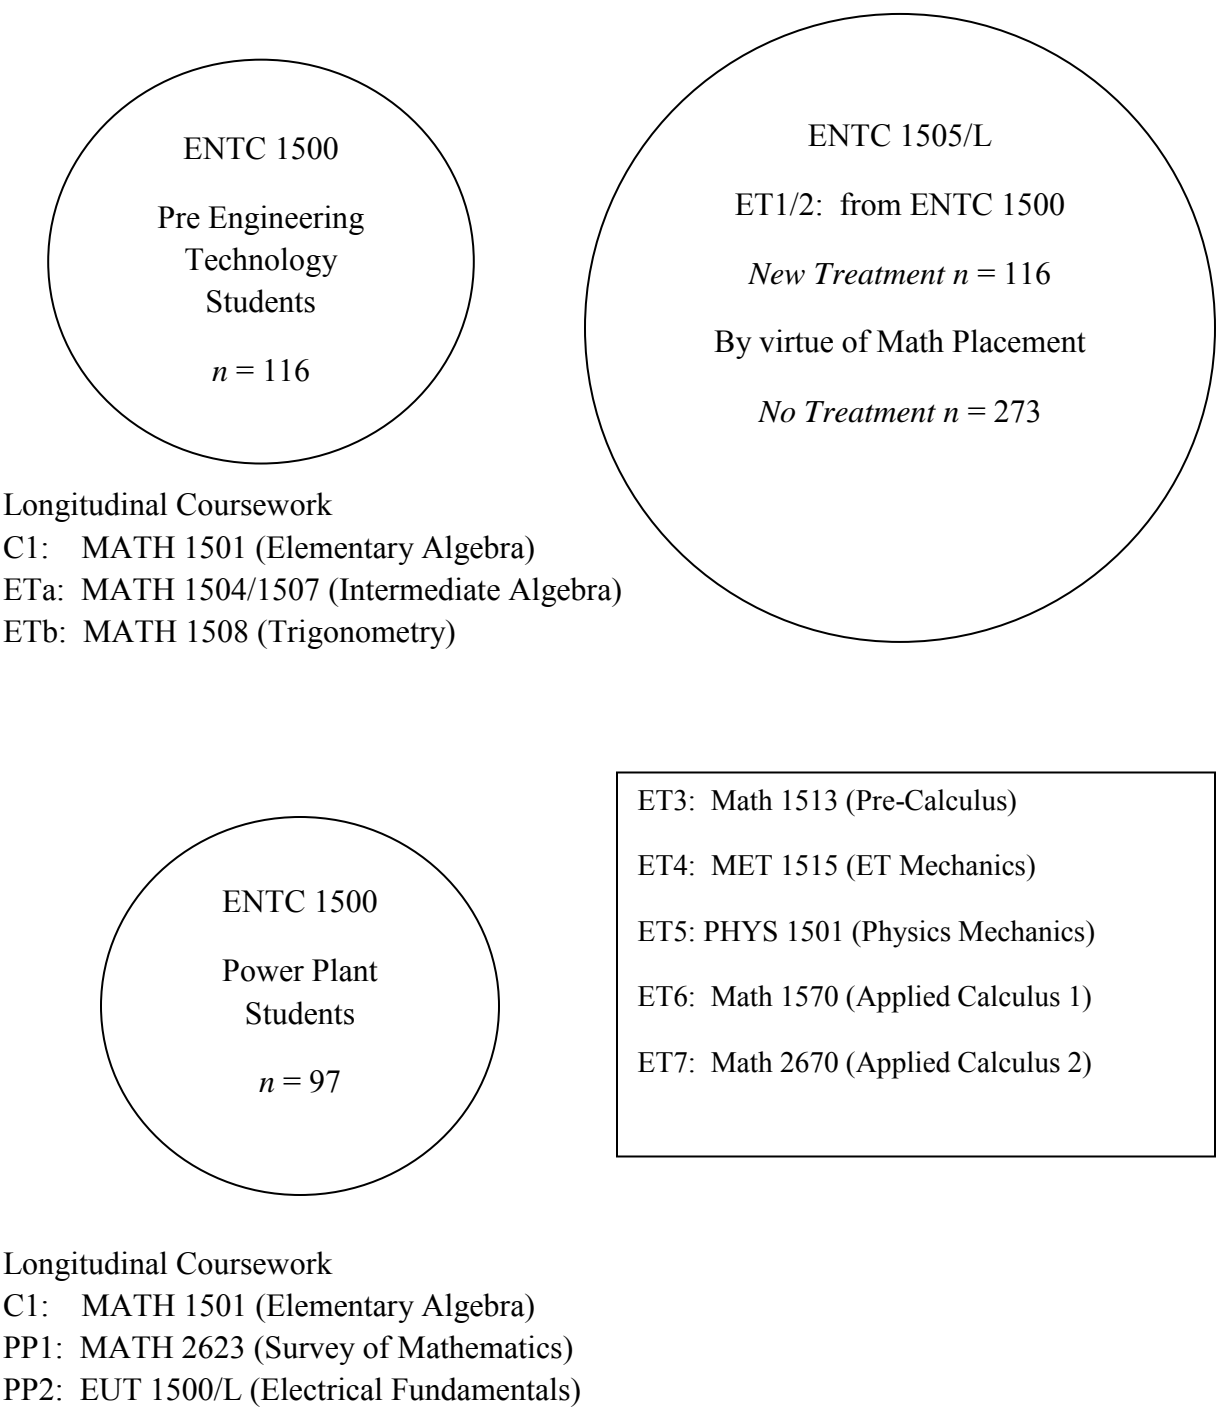 ENTC 1500
Pre Engineering
Technology
Students
n = 116
ENTC 1505/L
ET1/2: from ENTC 1500
New Treatment n = 116
By virtue of Math Placement
No Treatment n = 273
Longitudinal Coursework
C1: MATH 1501 (Elementary Algebra)
ETa: MATH 1504/1507 (Intermediate Algebra)
ETb: MATH 1508 (Trigonometry)
ENTC 1500
Power Plant
Students
n = 97
ET3: Math 1513 (Pre-Calculus)
ET4: MET 1515 (ET Mechanics)
ET5: PHYS 1501 (Physics Mechanics)
ET6: Math 1570 (Applied Calculus 1)
ET7: Math 2670 (Applied Calculus 2)
Longitudinal Coursework
C1: MATH 1501 (Elementary Algebra)
PP1: MATH 2623 (Survey of Mathematics)
PP2: EUT 1500/L (Electrical Fundamentals)